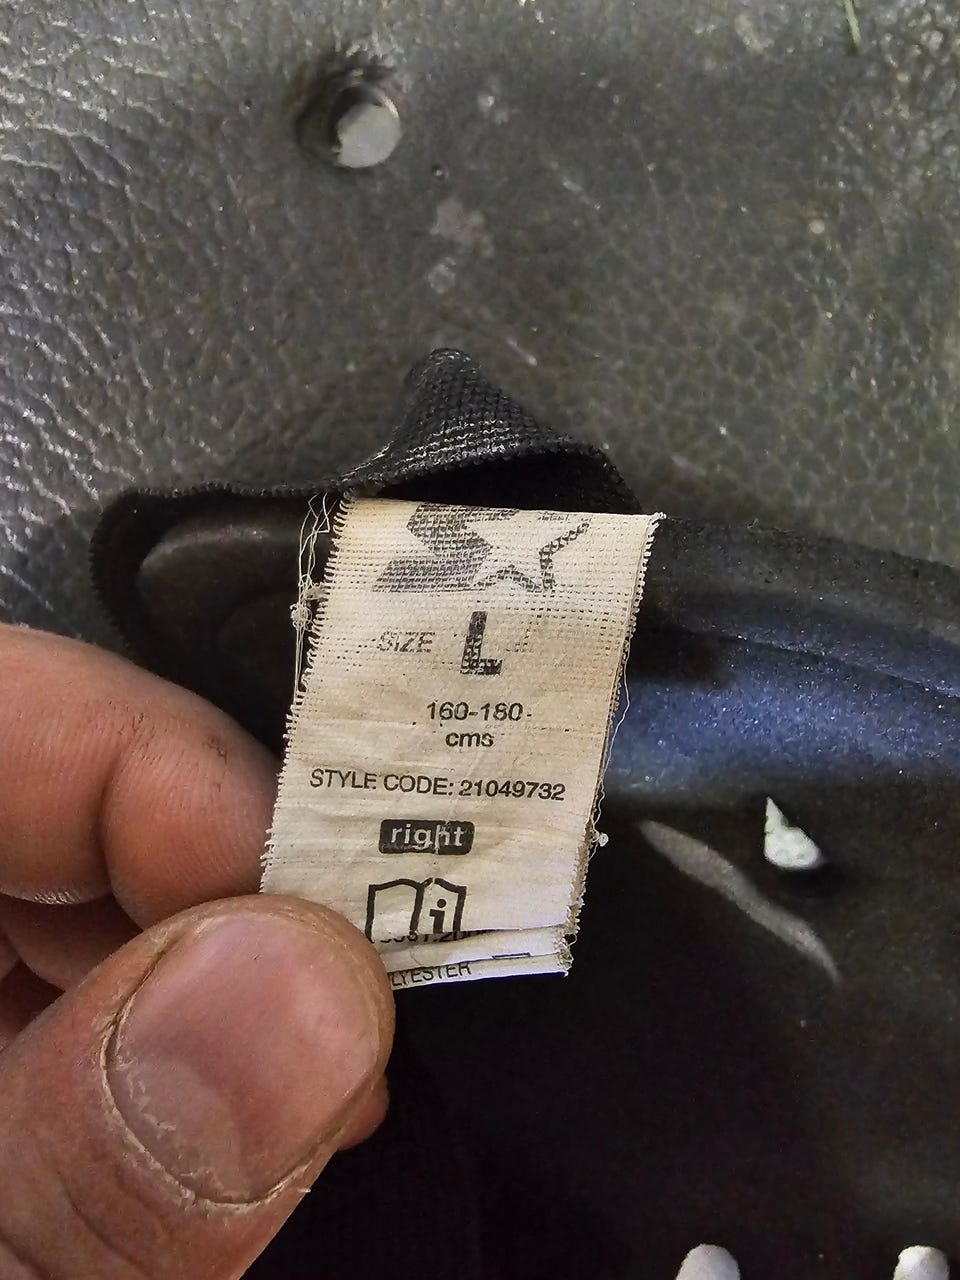 SIZE L
160-180
cms
STYLE CODE: 21049732
right
i